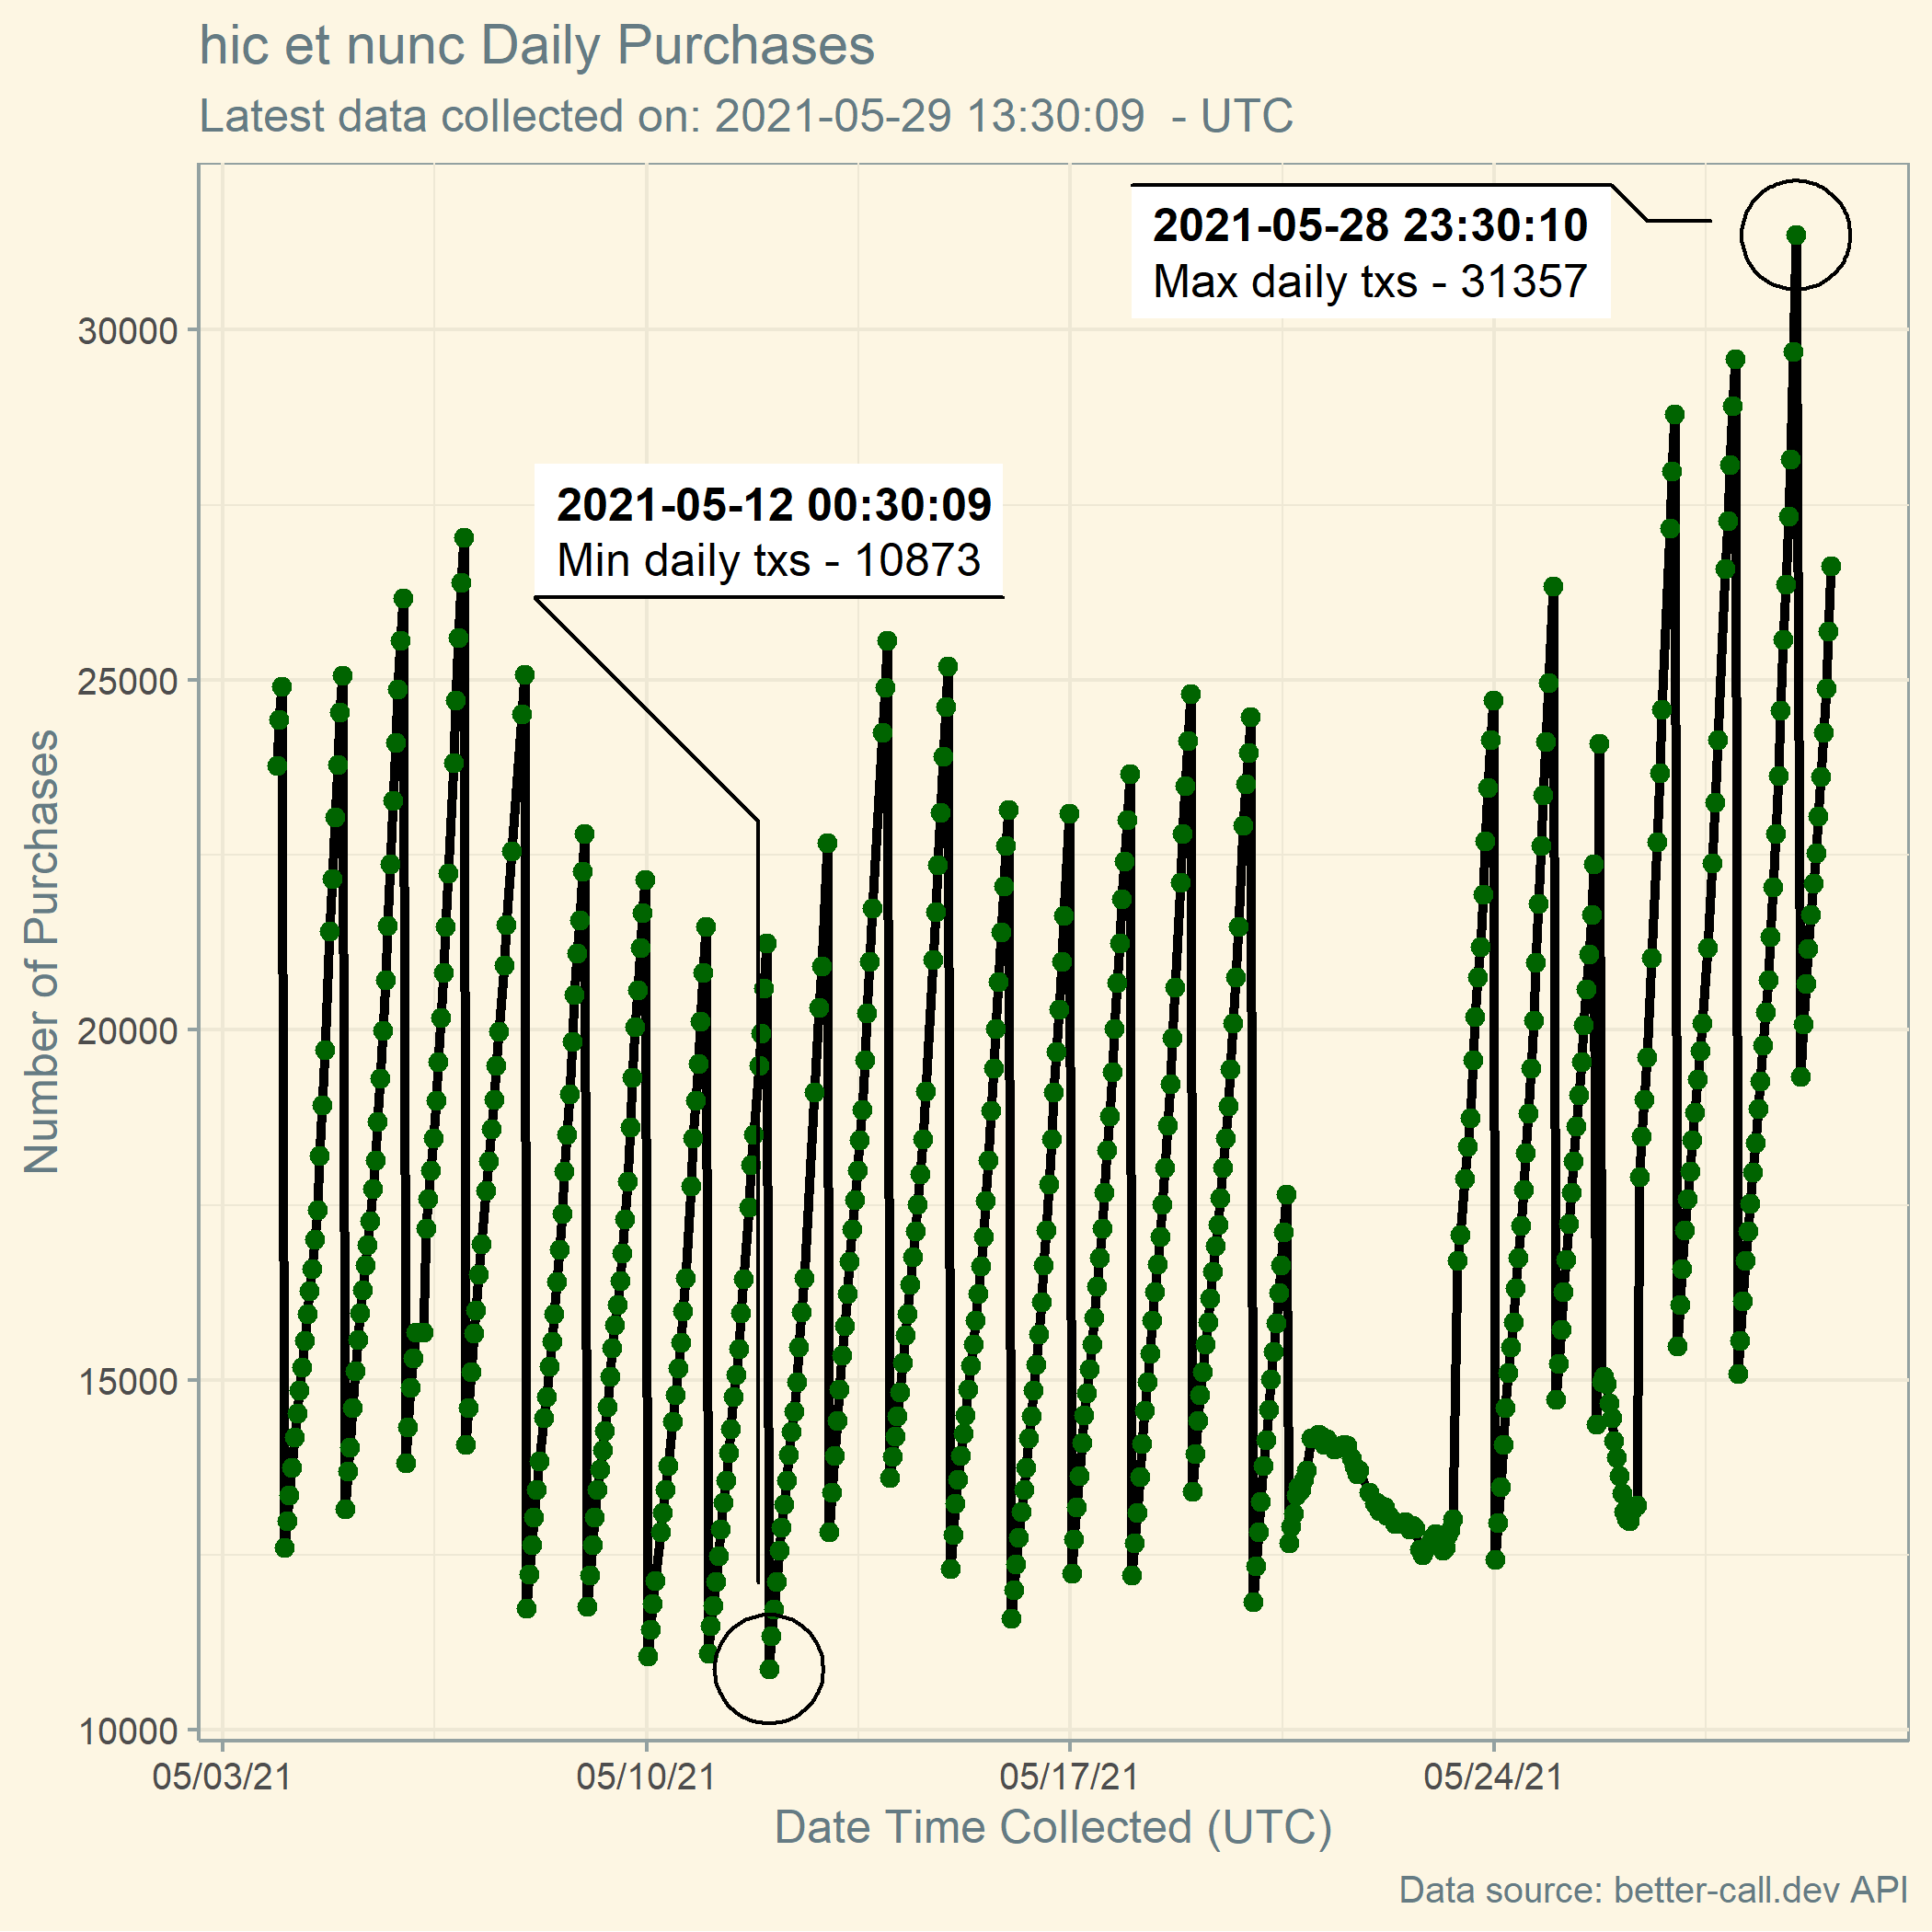 hic et nunc Daily Purchases
Latest data collected on: 2021-05-29 13:30:09  - UTC
2021-05-28 23:30:10
Max daily txs - 31357
2021-05-12 00:30:09
Min daily txs - 10873
Number of Purchases
30000
25000
20000
15000
10000
05/03/21
05/10/21
05/17/21
05/24/21
Date Time Collected (UTC)
Data source: better-call.dev API